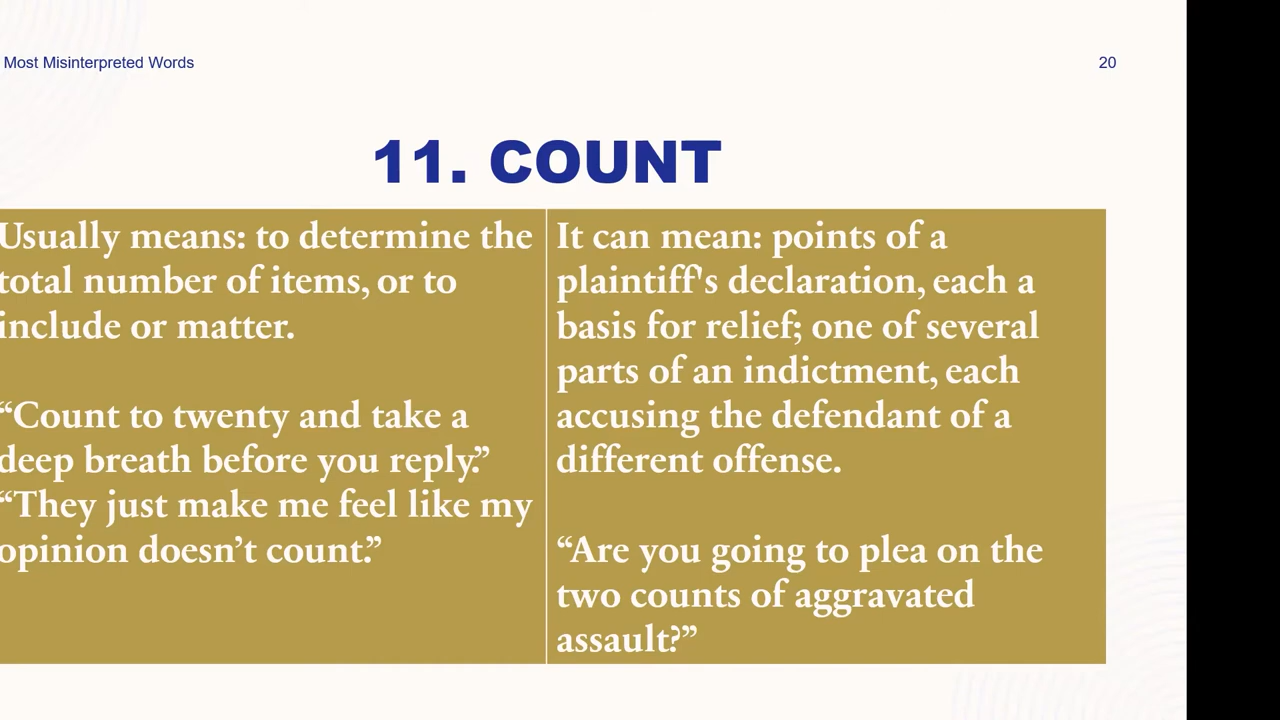 Most Misinterpreted Words
20
11. COUNT
Usually means: to determine the
total number of items, or to
include or matter.
“Count to twenty and take a
deep breath before you reply.”
“They just make me feel like my
opinion doesn’t count.”
It can mean: points of a
plaintiff's declaration, each a
basis for relief; one of several
parts of an indictment, each
accusing the defendant of a
different offense.
“Are you going to plea on the
two counts of aggravated
assault?”